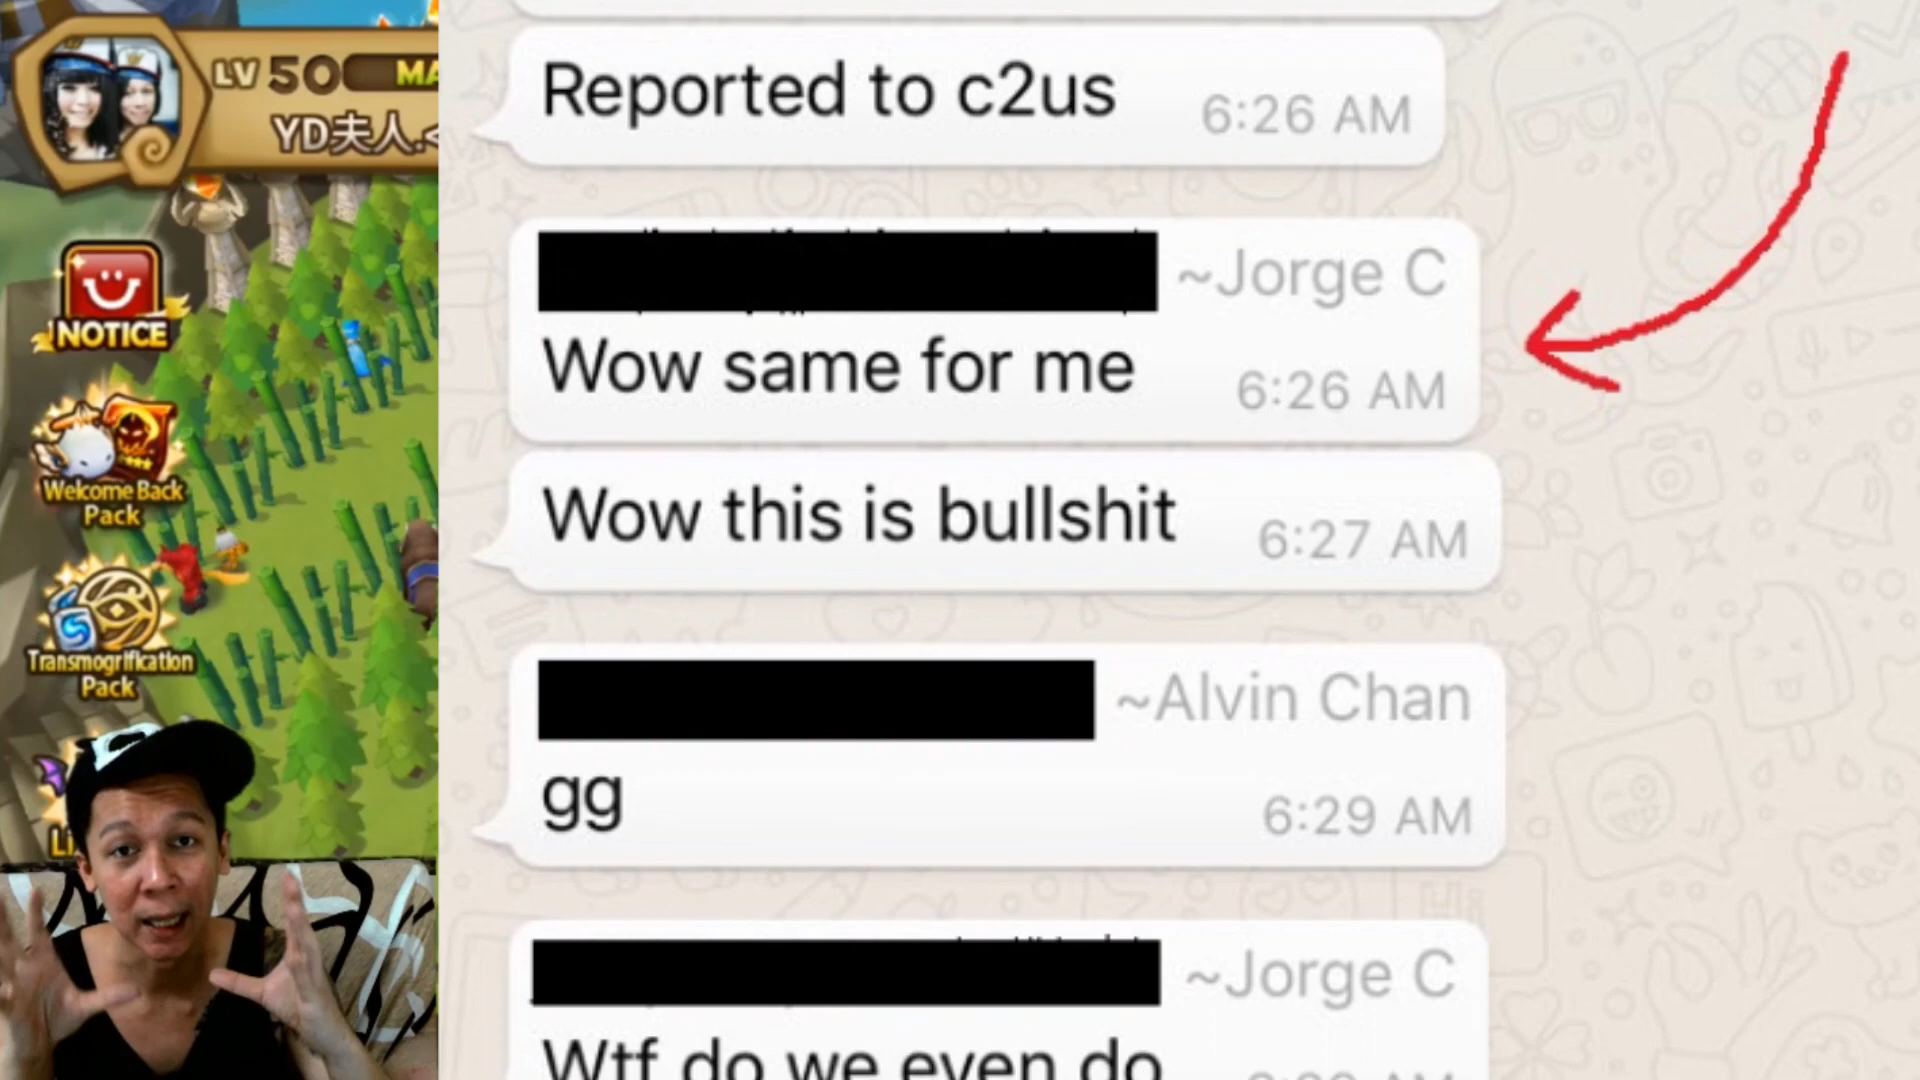 LV 50 MA
YD夫人.<
NOTICE
Welcome Back
Pack
Transmogrification
Pack
Li
Reported to c2us 6:26 AM
~Jorge C
Wow same for me 6:26 AM
Wow this is bullshit 6:27 AM
~Alvin Chan
gg 6:29 AM
~Jorge C
Wtf do we even do